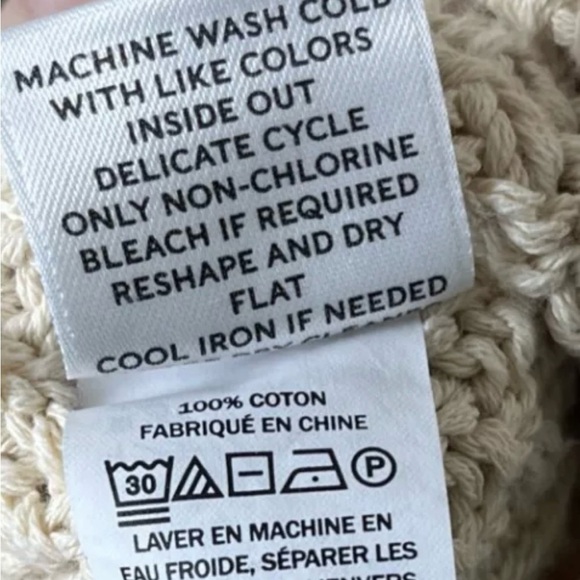 MACHINE WASH COLD
WITH LIKE COLORS
INSIDE OUT
DELICATE CYCLE
ONLY NON-CHLORINE
BLEACH IF REQUIRED
RESHAPE AND DRY
FLAT
COOL IRON IF NEEDED
DRY CLEAN
100% COTON
FABRIQUÉ EN CHINE
30 P
LAVER EN MACHINE EN
EAU FROIDE, SÉPARER LES